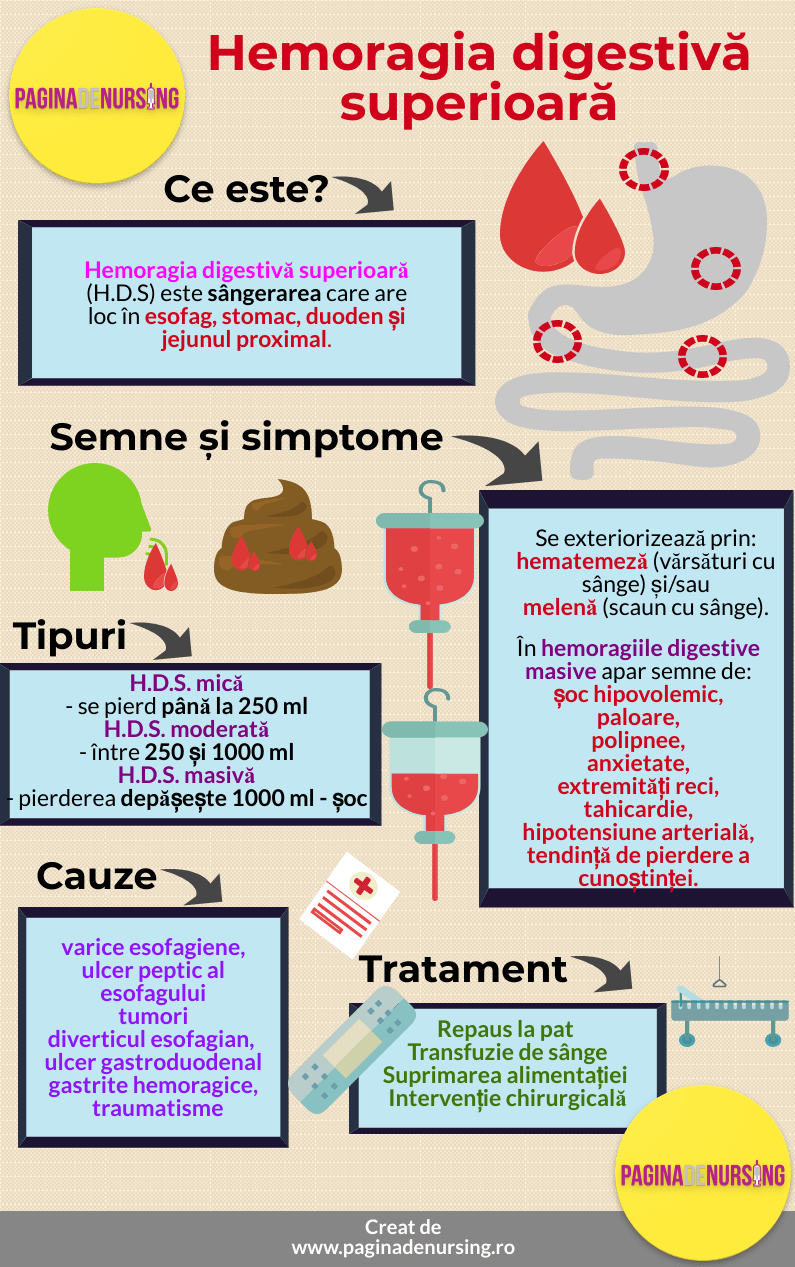 PAGINADENURSING
Hemoragia digestivă
superioară
Ce este?
Hemoragia digestivă superioară
(H.D.S) este sângerarea care are
loc în esofag, stomac, duoden și
jejunul proximal.
Semne și simptome
Se exteriorizează prin:
hematemeză (vărsături cu
sânge) și/sau
melenă (scaun cu sânge).
În hemoragiile digestive
masive apar semne de:
șoc hipovolemic,
paloare,
polipnee,
anxietate,
extremități reci,
tahicardie,
hipotensiune arterială,
tendință de pierdere a
cunoștinței.
Tipuri
H.D.S. mică
- se pierd până la 250 ml
H.D.S. moderată
- între 250 și 1000 ml
H.D.S. masivă
- pierderea depășește 1000 ml - șoc
Cauze
varice esofagiene,
ulcer peptic al
esofagului
tumori
diverticul esofagian,
ulcer gastroduodenal
gastrite hemoragice,
traumatisme
Tratament
Repaus la pat
Transfuzie de sânge
Suprimarea alimentației
Intervenție chirurgicală
PAGINADENURSING
Creat de
www.paginadenursing.ro